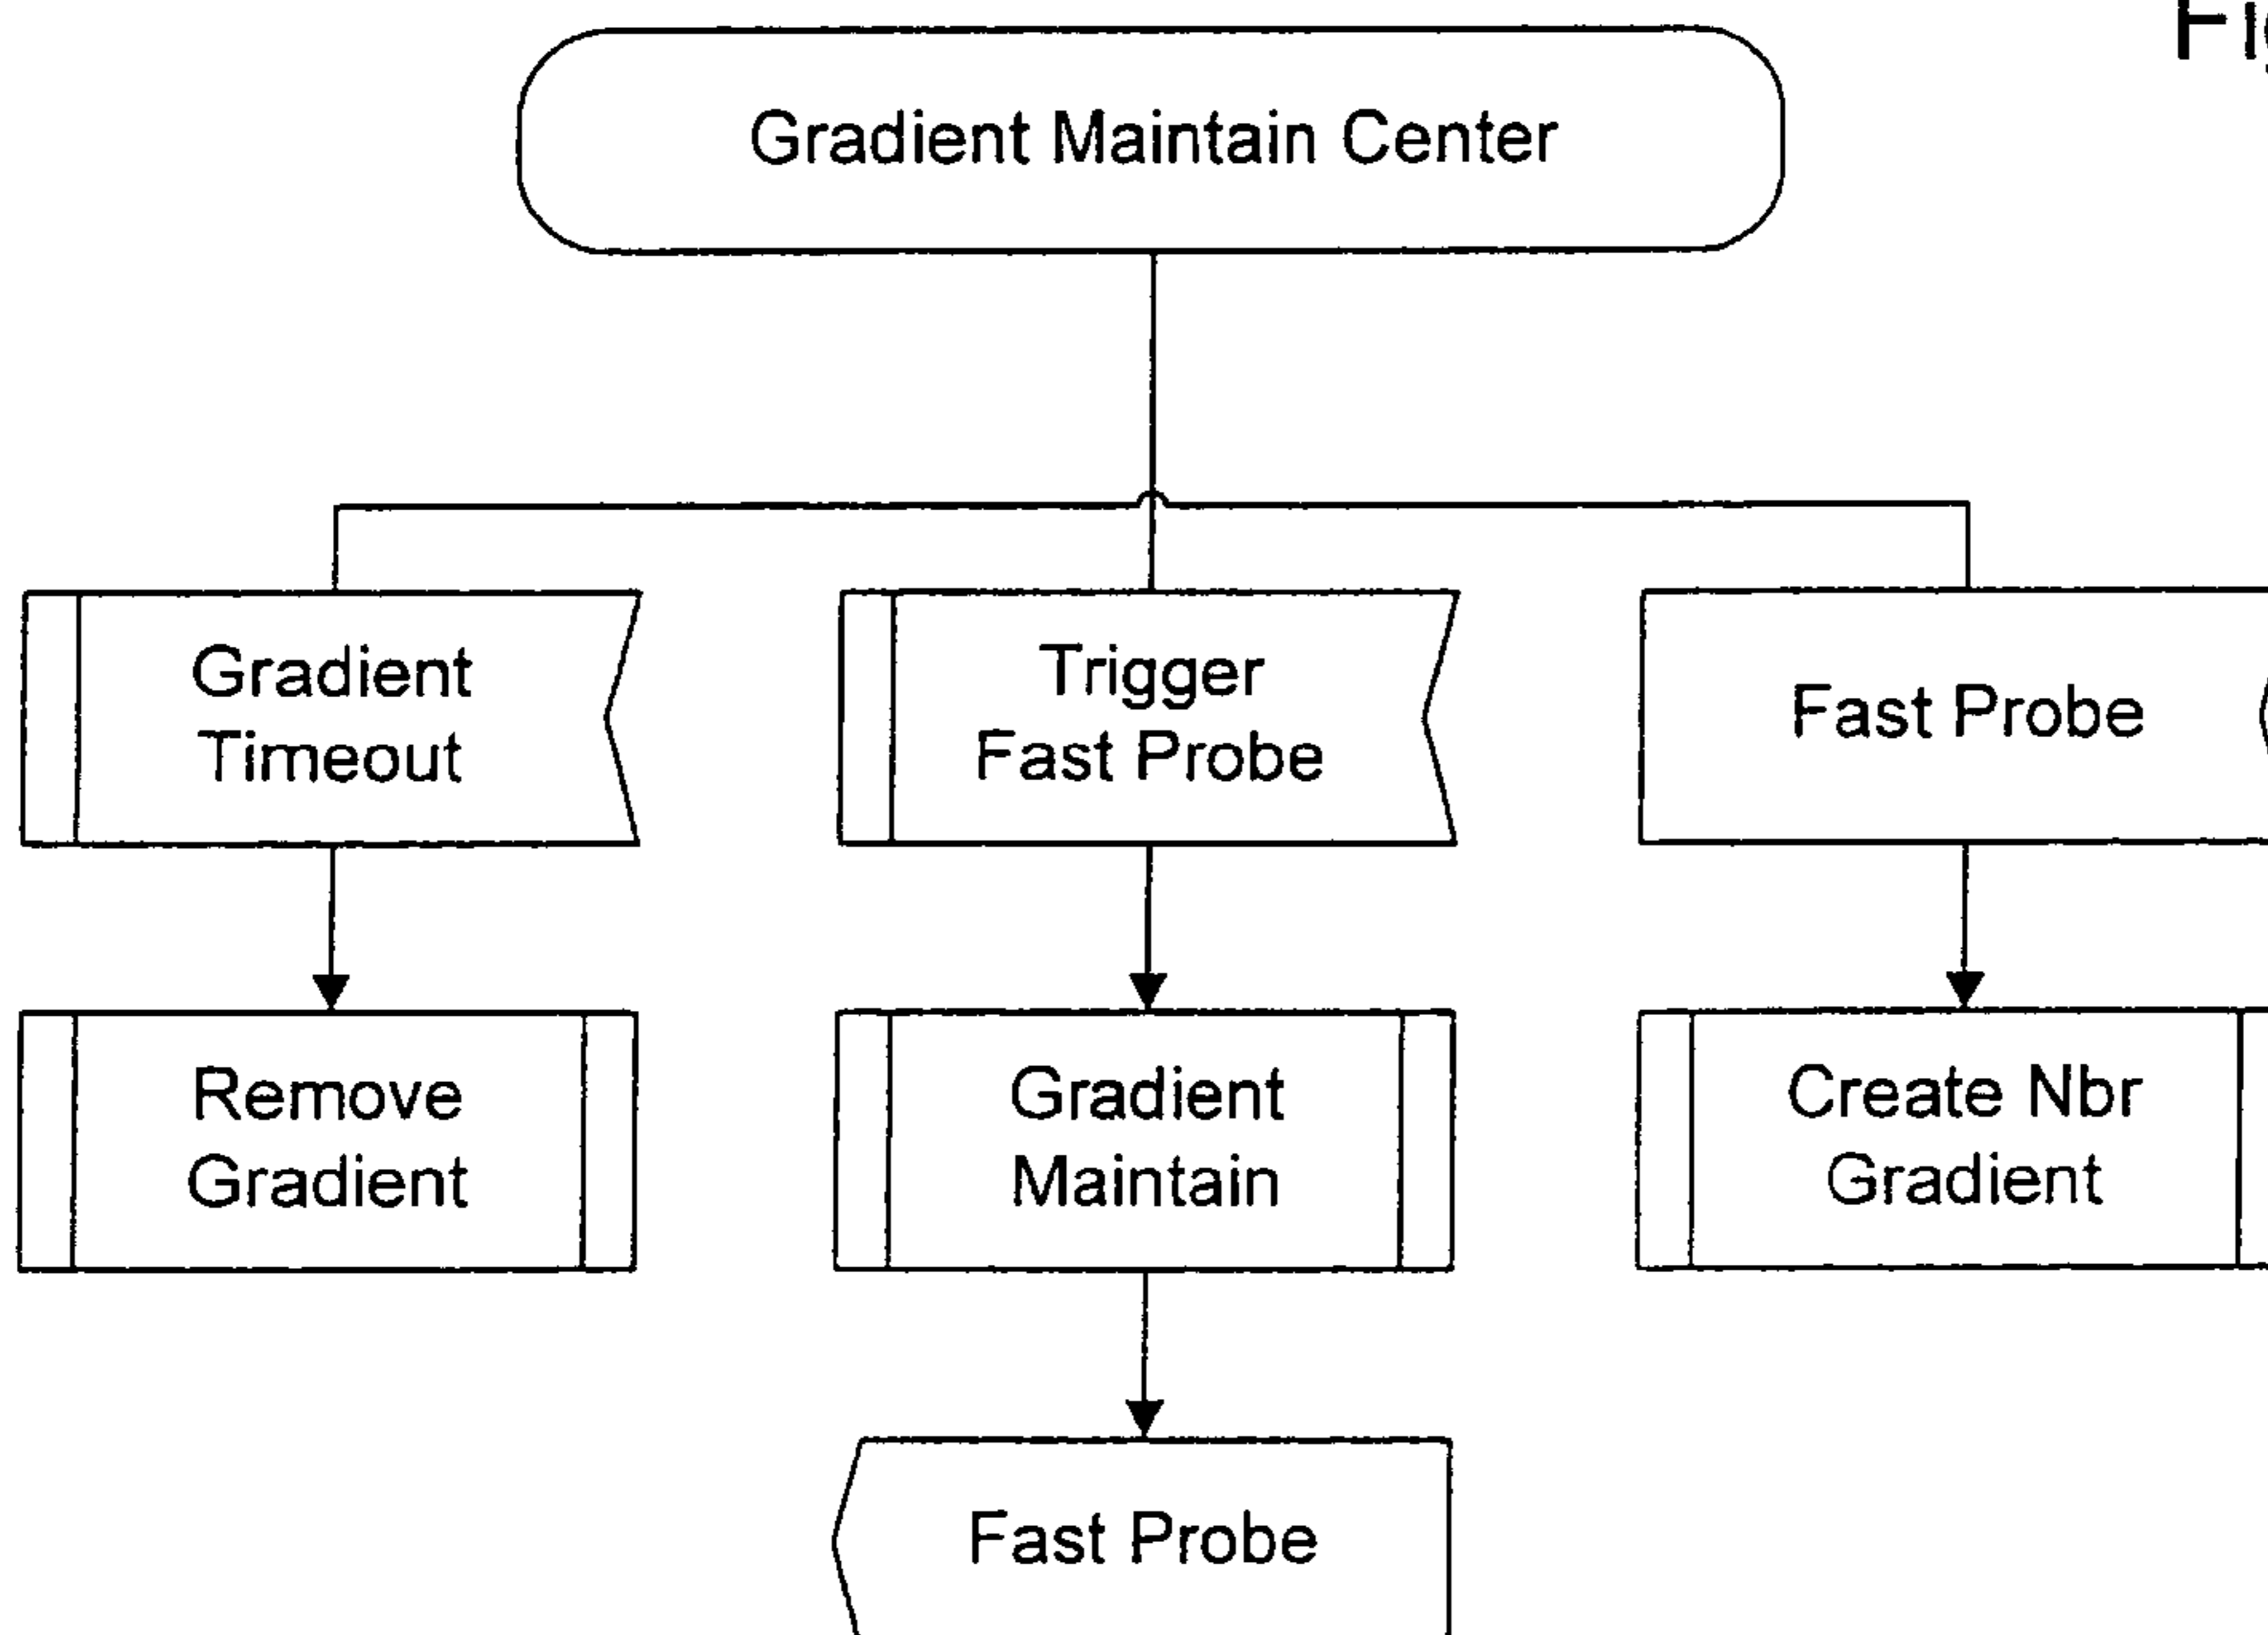 Gradient Maintain Center
Gradient
Timeout
Trigger
Fast Probe
Fast Probe
Remove
Gradient
Gradient
Maintain
Create Nbr
Gradient
Fast Probe